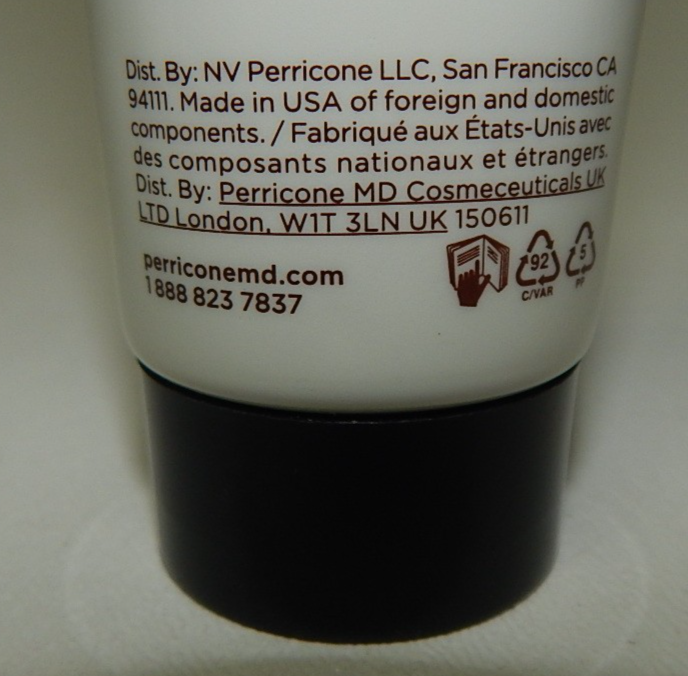 Dist. By: NV Perricone LLC, San Francisco CA
94111. Made in USA of foreign and domestic
components. / Fabriqué aux États-Unis avec
des composants nationaux et étrangers.
Dist. By: Perricone MD Cosmeceuticals UK
LTD London, W1T 3LN UK 150611
perriconemd.com
1 888 823 7837
92
C/VAR
5
PP